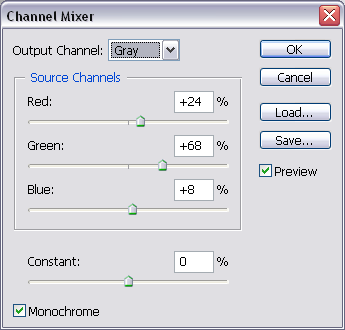 Channel Mixer
Output Channel: Gray
OK
Source Channels
Cancel
Red: +24 %
Load...
Green: +68 %
Save...
Blue: +8 %
Preview
Constant: 0 %
Monochrome